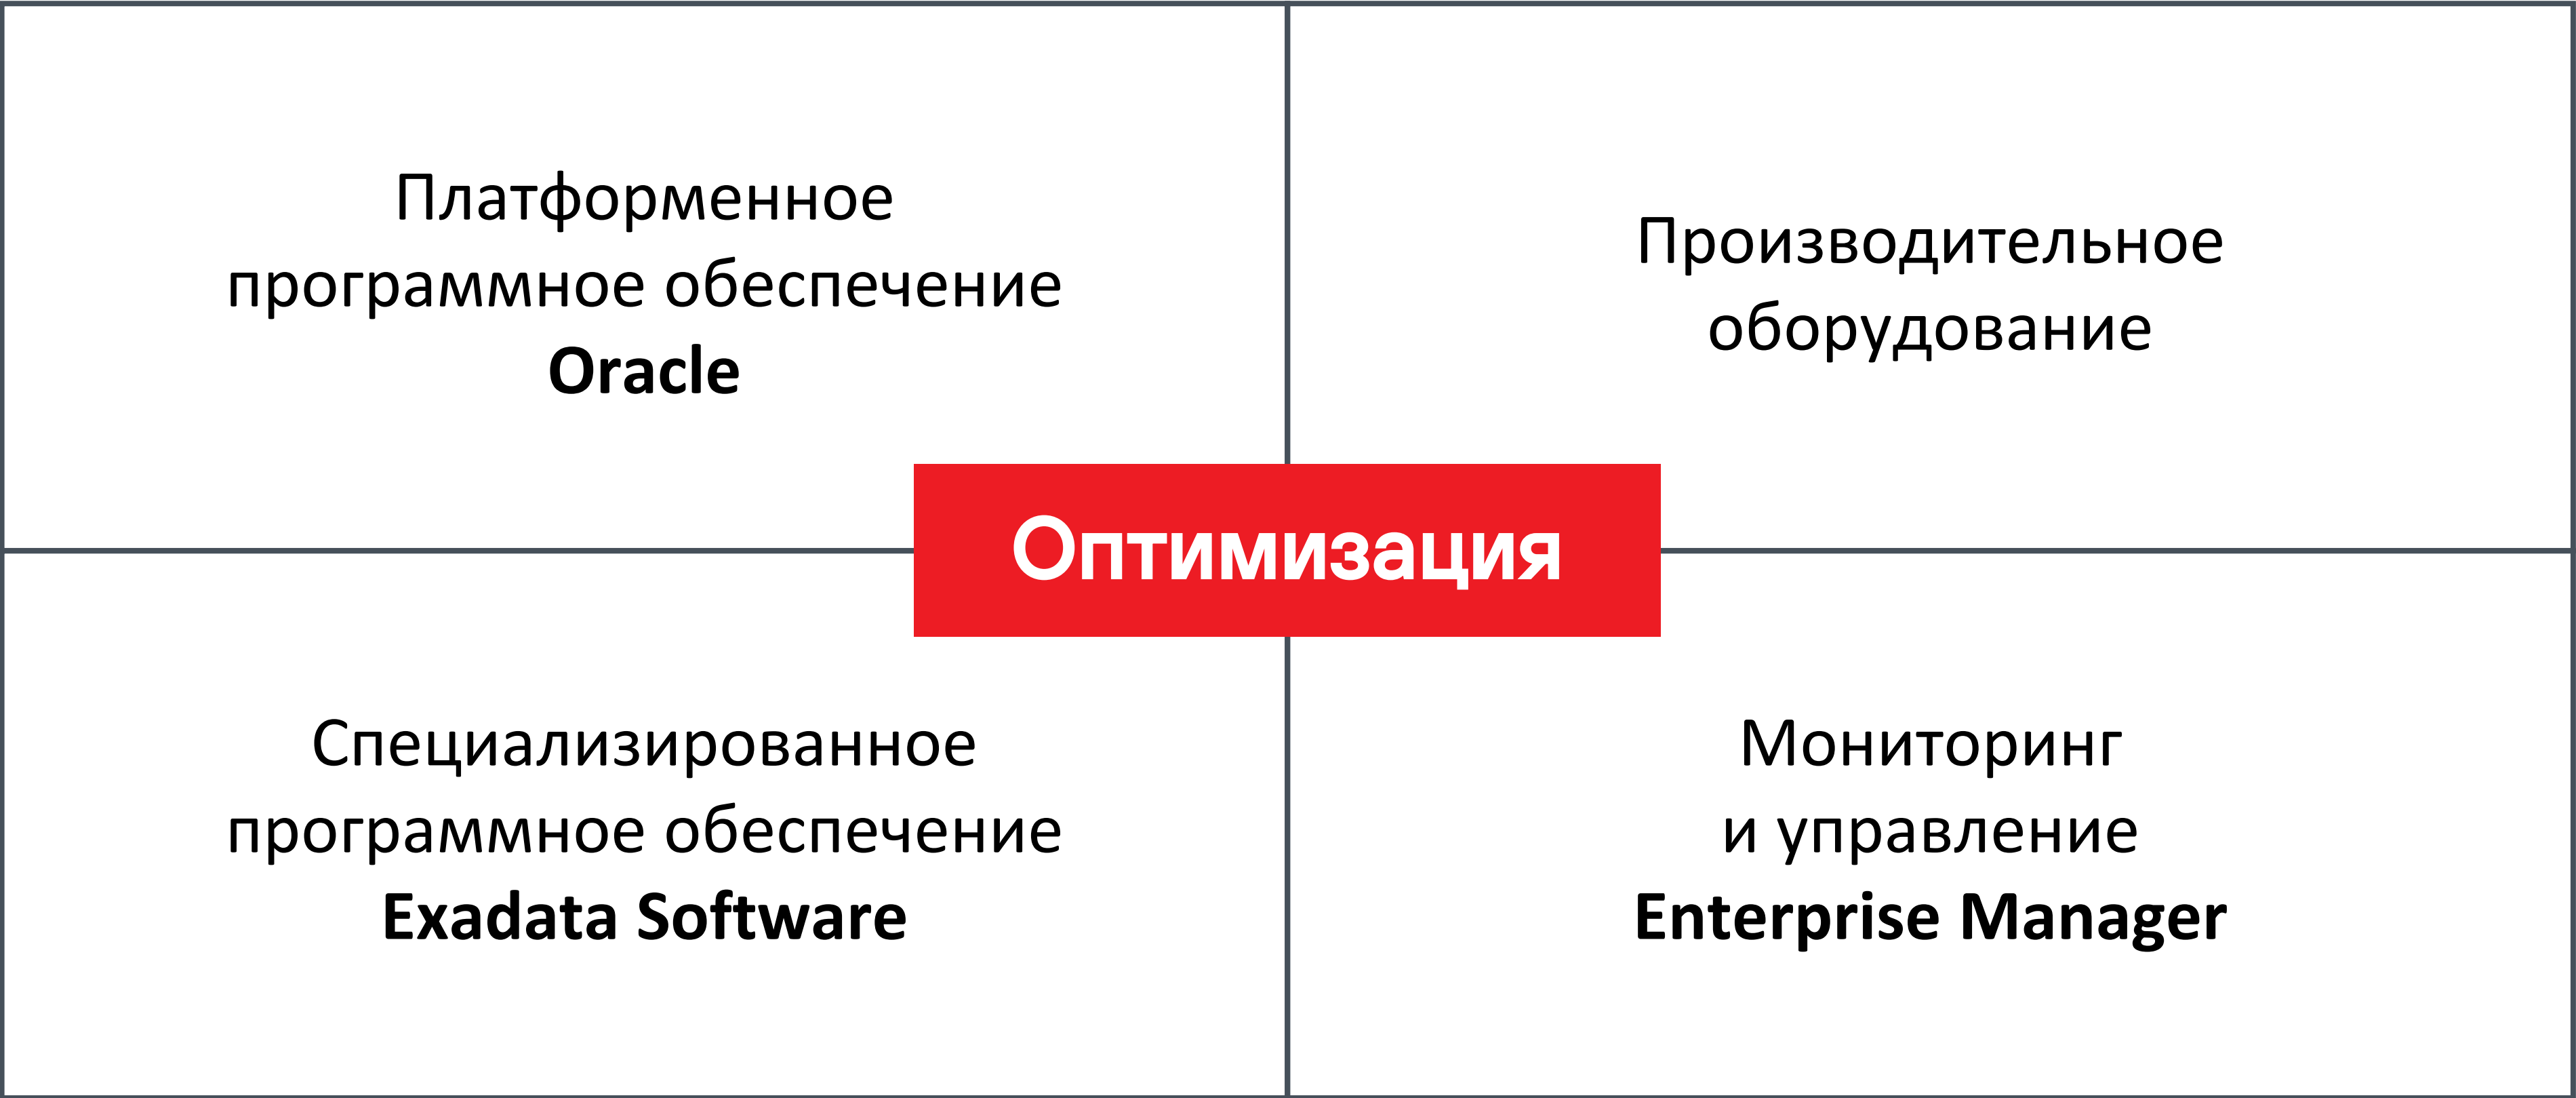 Платформенное
программное обеспечение
Oracle
Производительное
оборудование
Оптимизация
Специализированное
программное обеспечение
Exadata Software
Мониторинг
и управление
Enterprise Manager